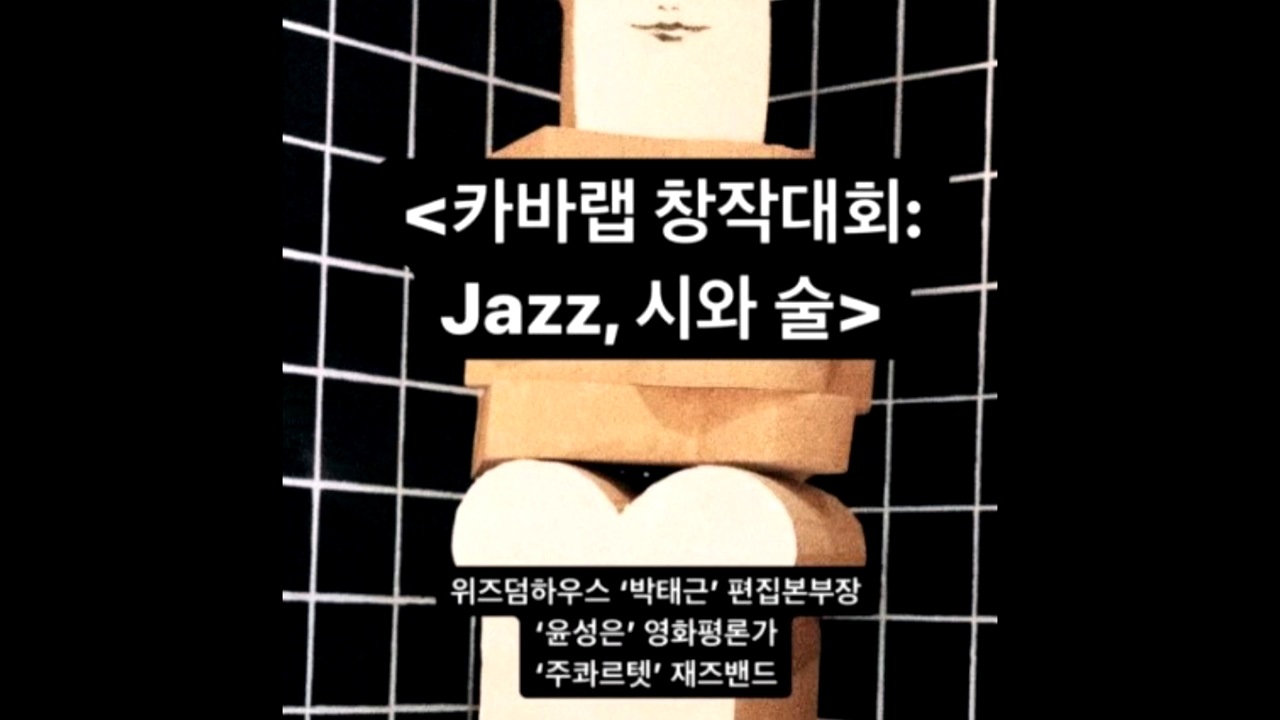 <카바랩 창작대회:
Jazz, 시와 술>
위즈덤하우스 ‘박태근’ 편집본부장
‘윤성은’ 영화평론가
‘주콰르텟’ 재즈밴드